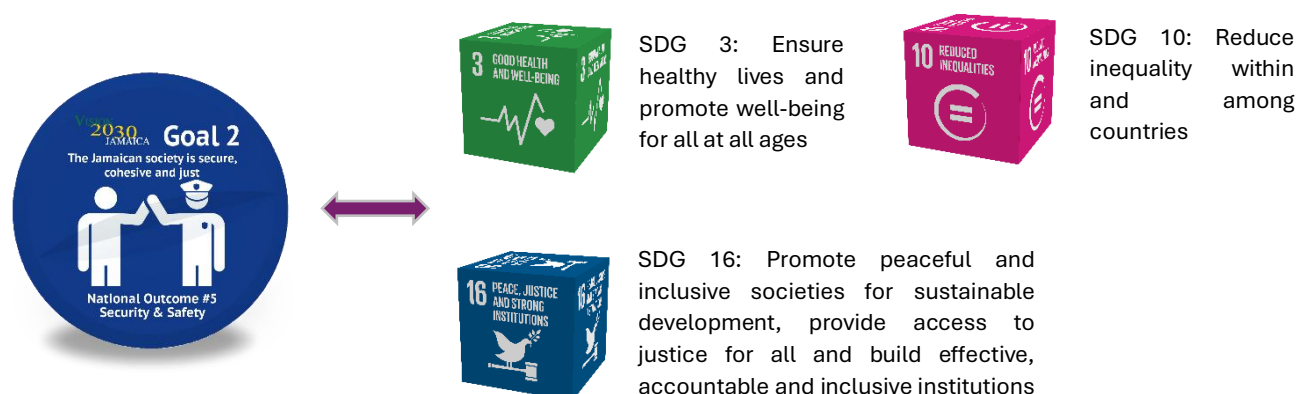 VISION
2030
JAMAICA
Goal 2
The Jamaican society is secure,
cohesive and just
National Outcome #5
Security & Safety
3 GOOD HEALTH
AND WELL-BEING
SDG 3: Ensure
healthy lives and
promote well-being
for all at all ages
10 REDUCED
INEQUALITIES
SDG 10: Reduce
inequality within
and among
countries
16 PEACE, JUSTICE
AND STRONG
INSTITUTIONS
SDG 16: Promote peaceful and
inclusive societies for sustainable
development, provide access to
justice for all and build effective,
accountable and inclusive institutions